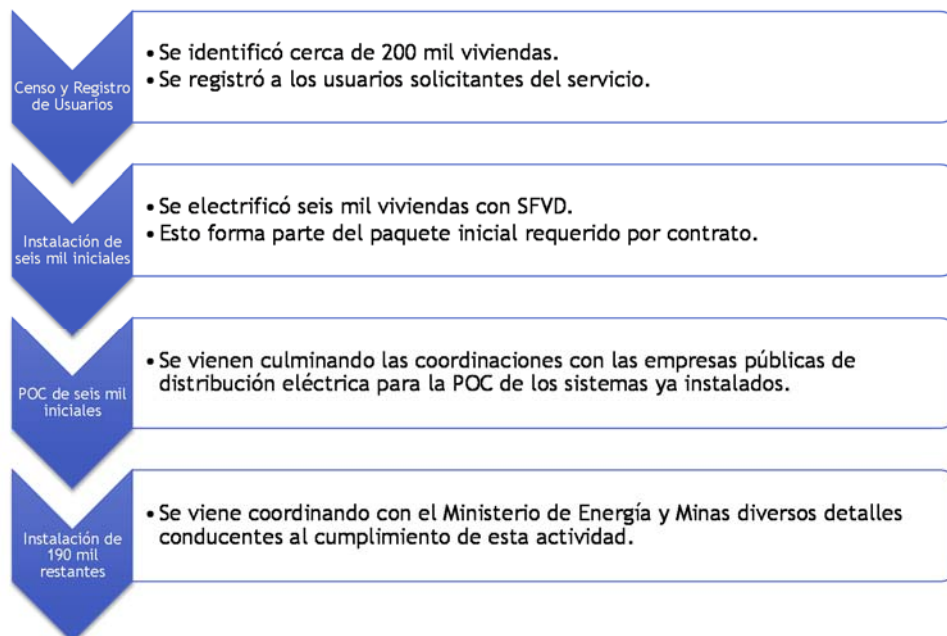 Censo y Registro
de Usuarios
• Se identificó cerca de 200 mil viviendas.
• Se registró a los usuarios solicitantes del servicio.
Instalación de
seis mil iniciales
• Se electrificó seis mil viviendas con SFVD.
• Esto forma parte del paquete inicial requerido por contrato.
POC de seis mil
iniciales
• Se vienen culminando las coordinaciones con las empresas públicas de
distribución eléctrica para la POC de los sistemas ya instalados.
Instalación de
190 mil
restantes
• Se viene coordinando con el Ministerio de Energía y Minas diversos detalles
conducentes al cumplimiento de esta actividad.